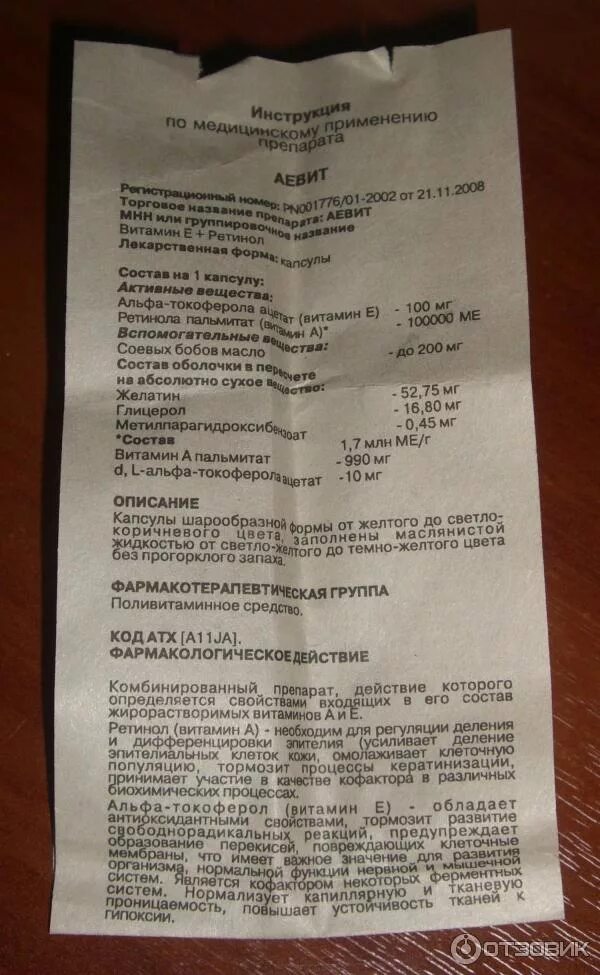 Инструкция
по медицинскому применению
препарата
АЕВИТ
Регистрационный номер: PN001776/01-2002 от 21.11.2008
Торговое название препарата: АЕВИТ
МНН или группировочное название
Витамин Е + Ретинол
Лекарственная форма: капсулы
Состав на 1 капсулу:
Активные вещества:
Альфа-токоферола ацетат (витамин Е) - 100 мг
Ретинола пальмитат (витамин А)* - 100000 МЕ
Вспомогательные вещества:
Соевых бобов масло - до 200 мг
Состав оболочки в пересчете
на абсолютно сухое вещество:
Желатин - 52,75 мг
Глицерол - 16,80 мг
Метилпарагидроксибензоат - 0,45 мг
*Состав 1,7 млн МЕ/г
Витамин А пальмитат - 990 мг
d, L-альфа-токоферола ацетат -10 мг
ОПИСАНИЕ
Капсулы шарообразной формы от желтого до светло-
коричневого цвета, заполнены маслянистой
жидкостью от светло-желтого до темно-желтого цвета
без прогорклого запаха.
ФАРМАКОТЕРАПЕВТИЧЕСКАЯ ГРУППА
Поливитаминное средство.
КОД АТХ [A11JA].
ФАРМАКОЛОГИЧЕСКОЕ ДЕЙСТВИЕ
Комбинированный препарат, действие которого
определяется свойствами входящих в его состав
жирорастворимых витаминов А и Е.
Ретинол (витамин А) - необходим для регуляции деления
и дифференцировки эпителия (усиливает деление
эпителиальных клеток кожи, омолаживает клеточную
популяцию, тормозит процессы кератинизации,
принимает участие в качестве кофактора в различных
биохимических процессах.
Альфа-токоферол (витамин Е) - обладает
антиоксидантными свойствами, тормозит развитие
свободнорадикальных реакций, предупреждает
образование перекисей, повреждающих клеточные
мембраны, что имеет важное значение для развития
организма, нормальной функции нервной и мышечной
систем. Является кофактором некоторых ферментных
систем. Нормализует капиллярную и тканевую
проницаемость, повышает устойчивость тканей к
гипоксии.
ОТЗОВИК